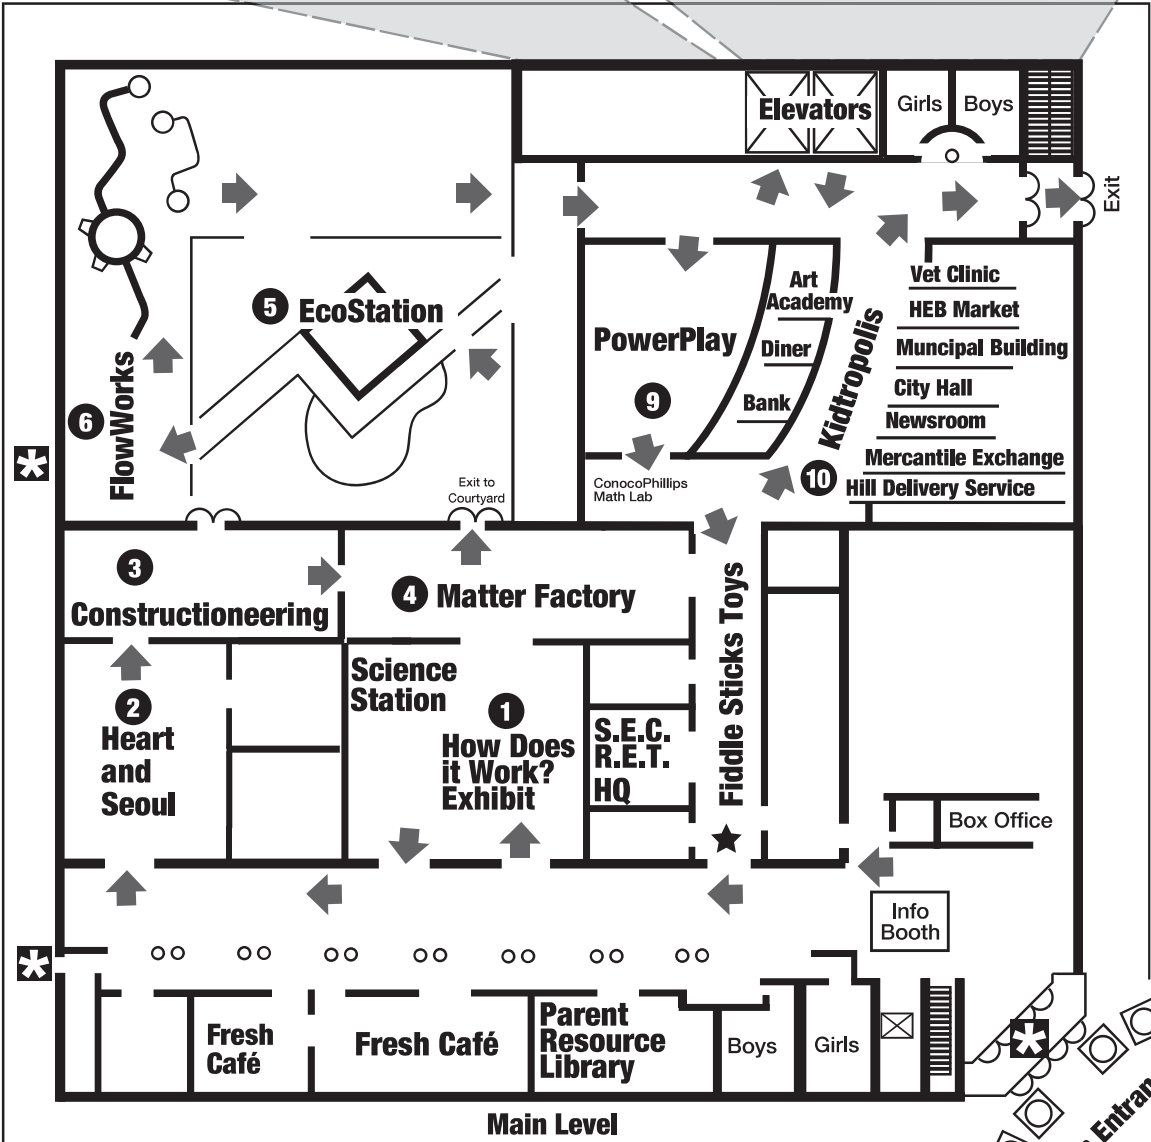 Elevators
Girls
Boys
Exit
5
EcoStation
6
FlowWorks
PowerPlay
9
Art
Academy
Diner
Bank
Kidtropolis
10
Vet Clinic
HEB Market
Muncipal Building
City Hall
Newsroom
Mercantile Exchange
Hill Delivery Service
Exit to
Courtyard
ConocoPhillips
Math Lab
3
Constructioneering
4
Matter Factory
Fiddle Sticks Toys
2
Heart
and
Seoul
Science
Station
1
How Does
it Work?
Exhibit
S.E.C.
R.E.T.
HQ
Box Office
Info
Booth
Fresh
Café
Fresh Café
Parent
Resource
Library
Boys
Girls
Main Level